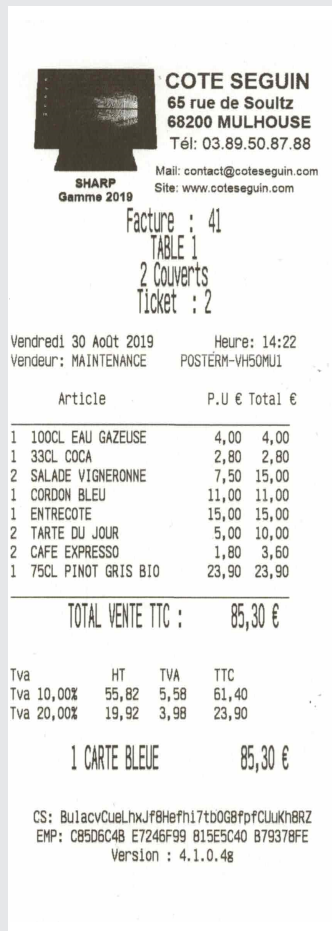 COTE SEGUIN
65 rue de Soultz
68200 MULHOUSE
Tél: 03.89.50.87.88
Mail: contact@coteseguin.com
Site: www.coteseguin.com
SHARP
Gamme 2019
Facture : 41
TABLE 1
2 Couverts
Ticket : 2
Vendredi 30 Août 2019 Heure: 14:22
Vendeur: MAINTENANCE POSTERM-VH50MU1
Article P.U € Total €
1 100CL EAU GAZEUSE 4,00 4,00
1 33CL COCA 2,80 2,80
2 SALADE VIGNERONNE 7,50 15,00
1 CORDON BLEU 11,00 11,00
1 ENTRECOTE 15,00 15,00
2 TARTE DU JOUR 5,00 10,00
2 CAFE EXPRESSO 1,80 3,60
1 75CL PINOT GRIS BIO 23,90 23,90
TOTAL VENTE TTC : 85,30 €
Tva HT TVA TTC
Tva 10,00% 55,82 5,58 61,40
Tva 20,00% 19,92 3,98 23,90
1 CARTE BLEUE 85,30 €
CS: BulacvCueLhxJf8Hefhi7tbOG8fpfCUuKh8RZ
EMP: C85D6C4B E7246F99 815E5C40 B79378FE
Version : 4.1.0.4g